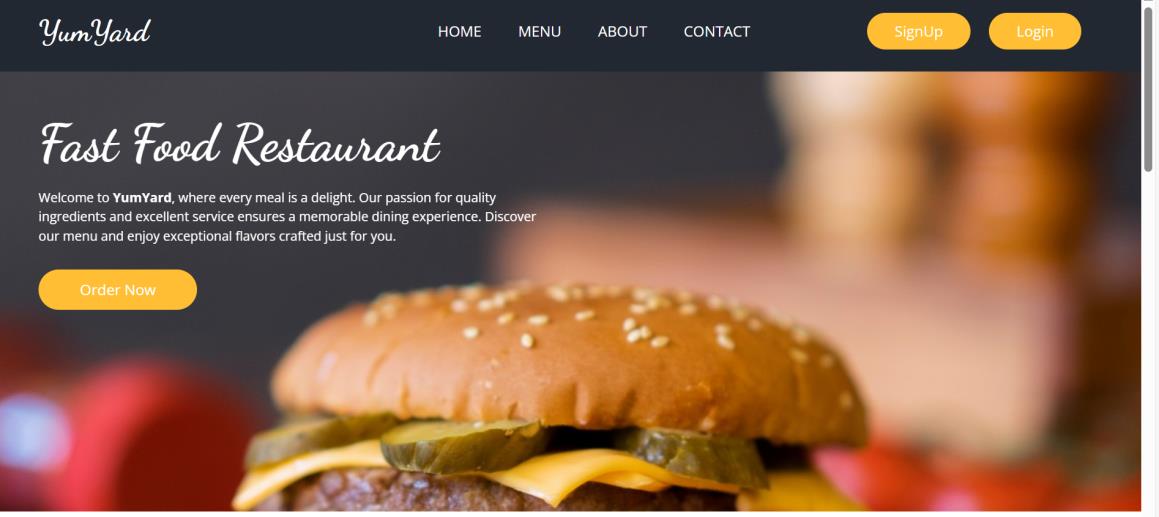 YumYard
HOME MENU ABOUT CONTACT
SignUp Login
Fast Food Restaurant
Welcome to YumYard, where every meal is a delight. Our passion for quality
ingredients and excellent service ensures a memorable dining experience. Discover
our menu and enjoy exceptional flavors crafted just for you.
Order Now